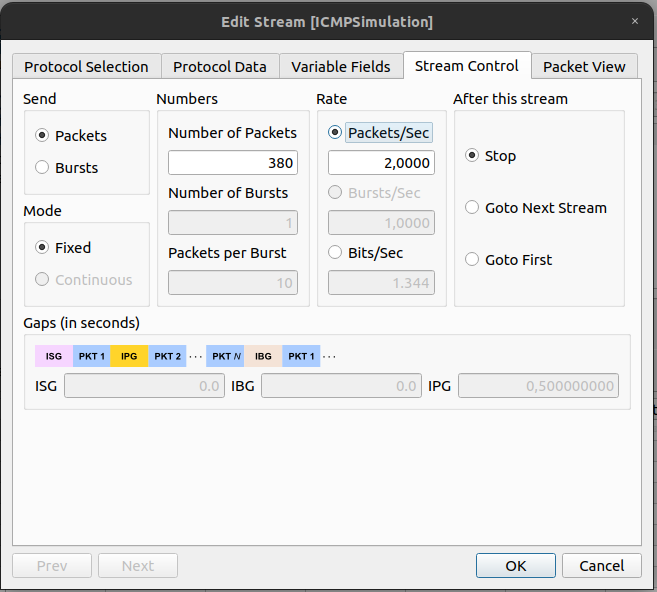 Edit Stream [ICMPSimulation]
×
Protocol Selection
Protocol Data
Variable Fields
Stream Control
Packet View
Send
Packets
Bursts
Mode
Fixed
Continuous
Numbers
Number of Packets
380
Number of Bursts
1
Packets per Burst
10
Rate
Packets/Sec
2,0000
Bursts/Sec
1,0000
Bits/Sec
1.344
After this stream
Stop
Goto Next Stream
Goto First
Gaps (in seconds)
ISG PKT 1 IPG PKT 2 ··· PKT N IBG PKT 1 ···
ISG 0.0 IBG 0.0 IPG 0,500000000
Prev
Next
OK
Cancel